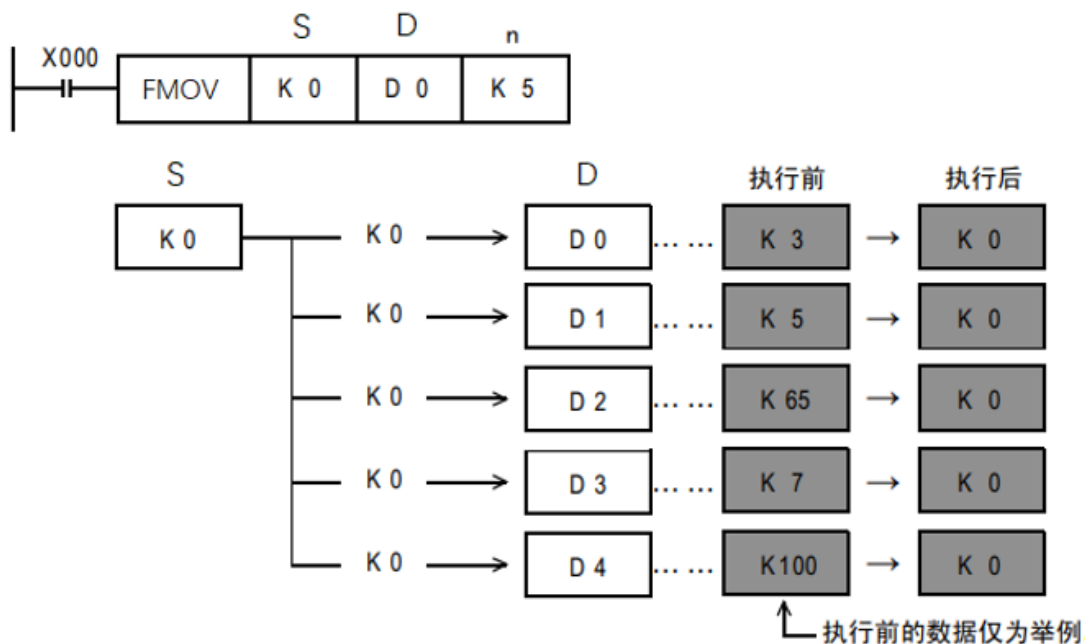 S D n
X000
FMOV K 0 D 0 K 5
S D 执行前 执行后
K 0 K 0 → D 0 …… K 3 → K 0
K 0 → D 1 …… K 5 → K 0
K 0 → D 2 …… K 65 → K 0
K 0 → D 3 …… K 7 → K 0
K 0 → D 4 …… K100 → K 0
执行前的数据仅为举例